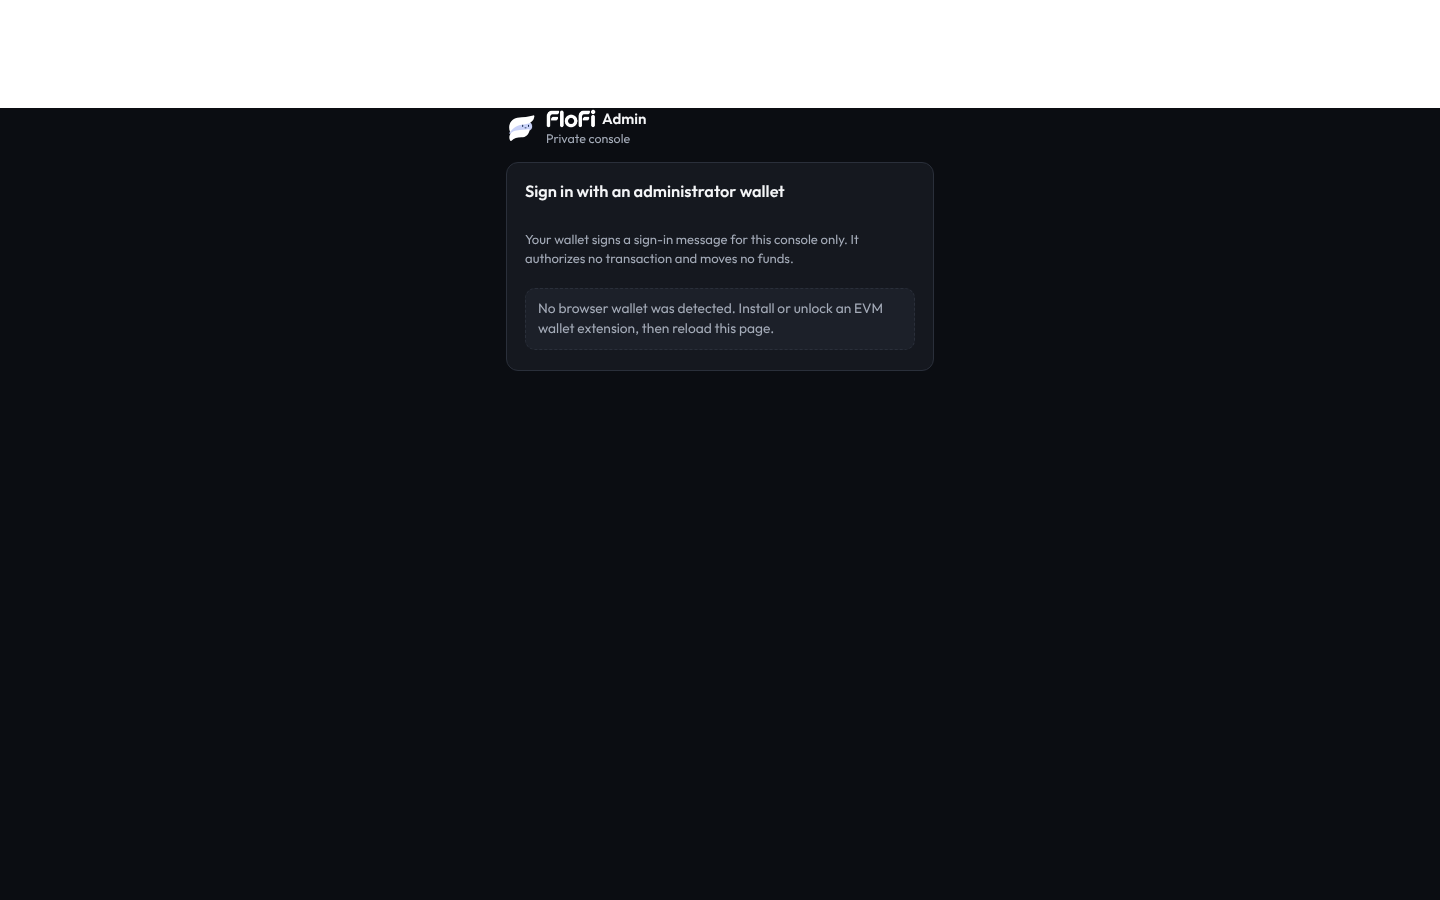 FloFi Admin
Private console
Sign in with an administrator wallet
Your wallet signs a sign-in message for this console only. It
authorizes no transaction and moves no funds.
No browser wallet was detected. Install or unlock an EVM
wallet extension, then reload this page.